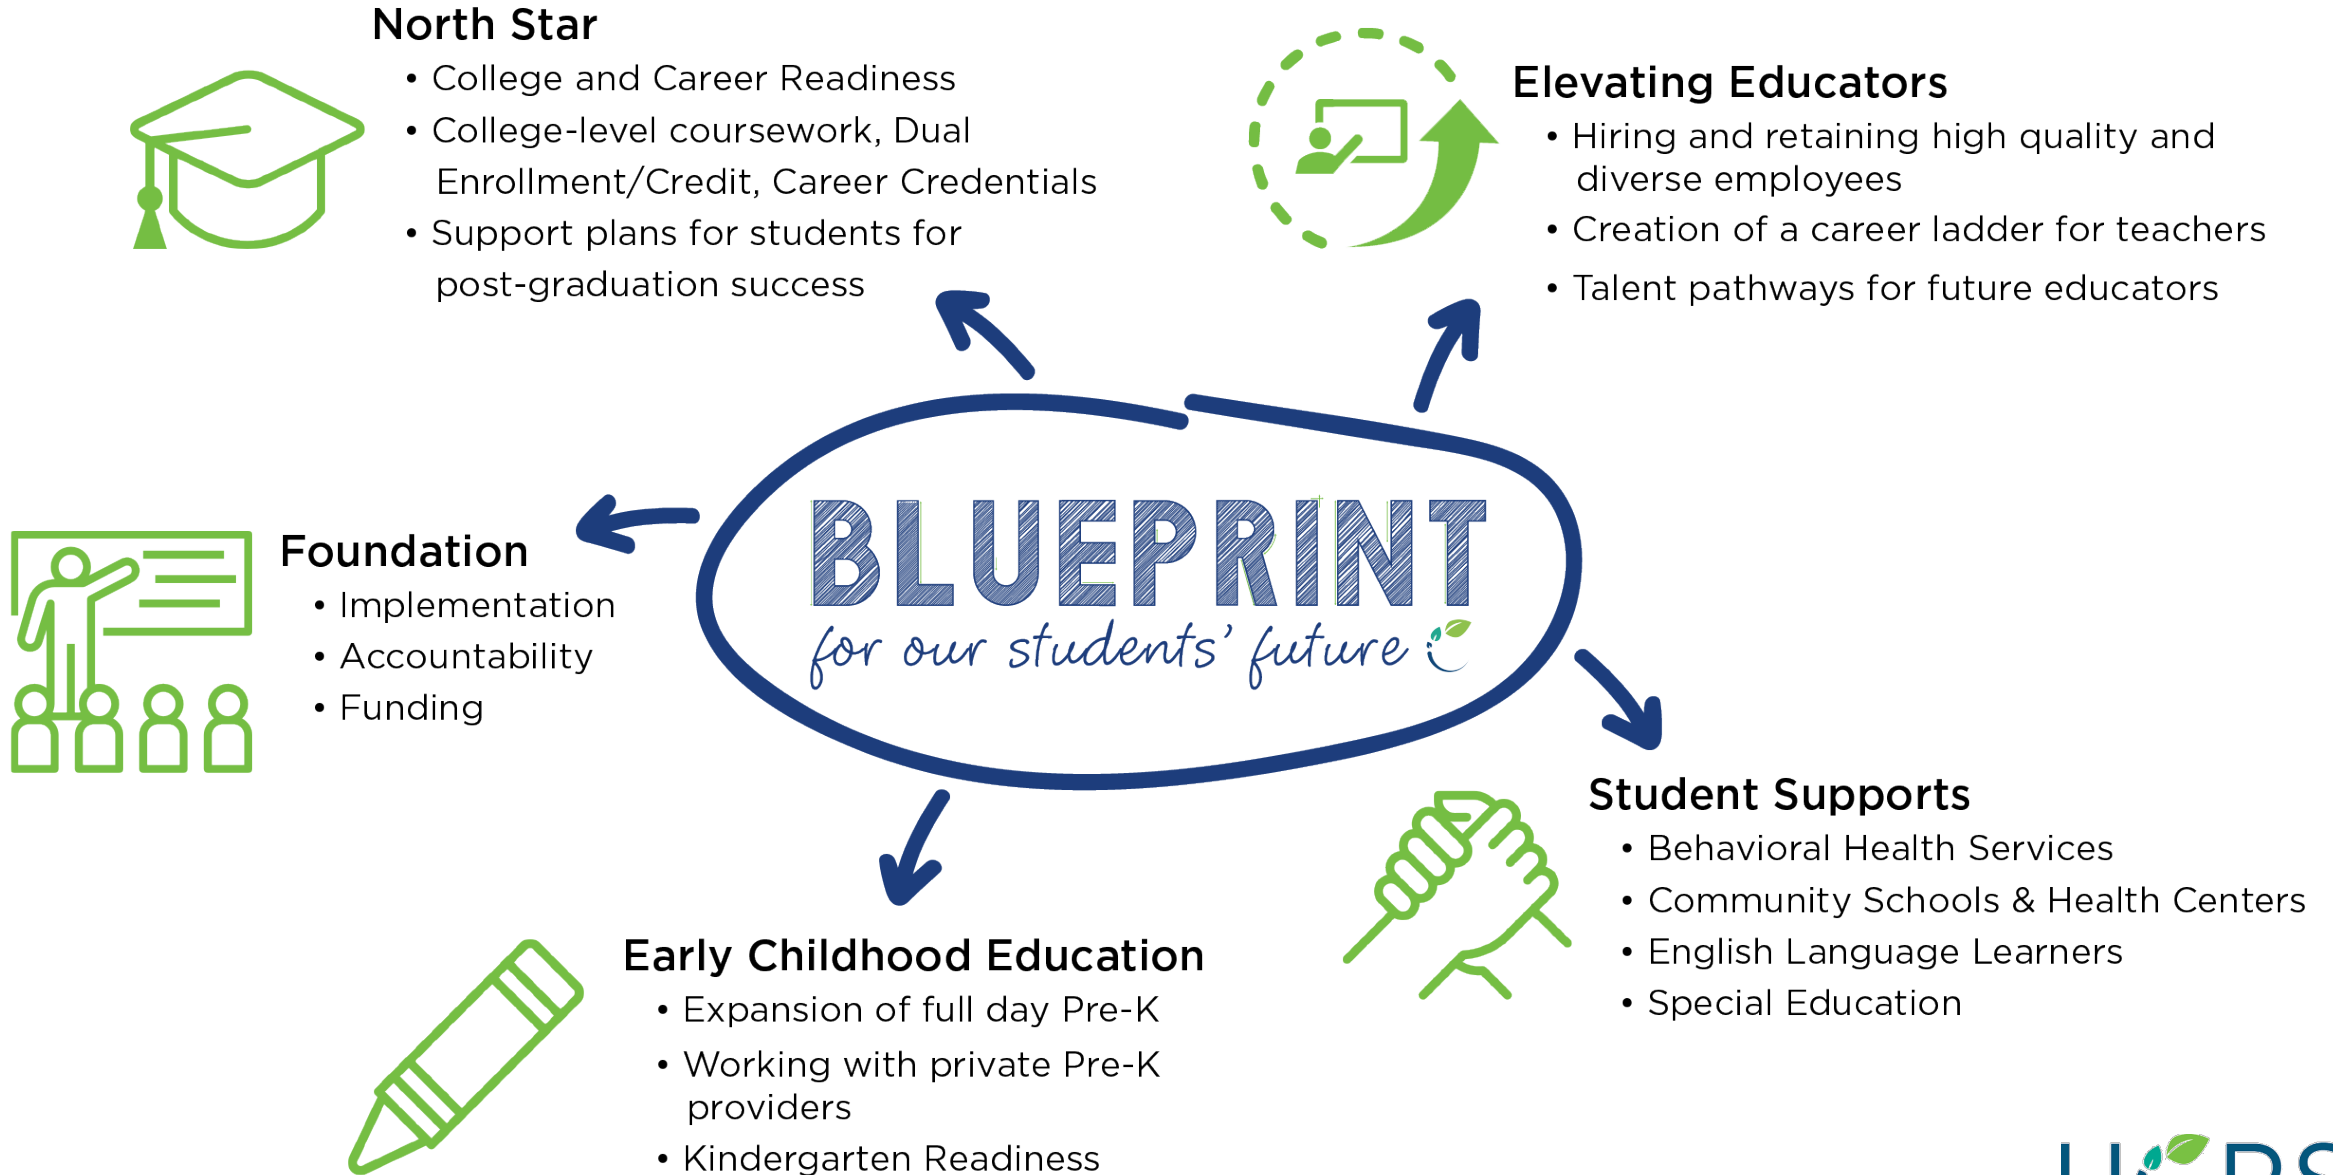 North Star
• College and Career Readiness
• College-level coursework, Dual
Enrollment/Credit, Career Credentials
• Support plans for students for
post-graduation success
Elevating Educators
• Hiring and retaining high quality and
diverse employees
• Creation of a career ladder for teachers
• Talent pathways for future educators
Foundation
• Implementation
• Accountability
• Funding
BLUEPRINT
for our students' future
Student Supports
• Behavioral Health Services
• Community Schools & Health Centers
• English Language Learners
• Special Education
Early Childhood Education
• Expansion of full day Pre-K
• Working with private Pre-K
providers
• Kindergarten Readiness